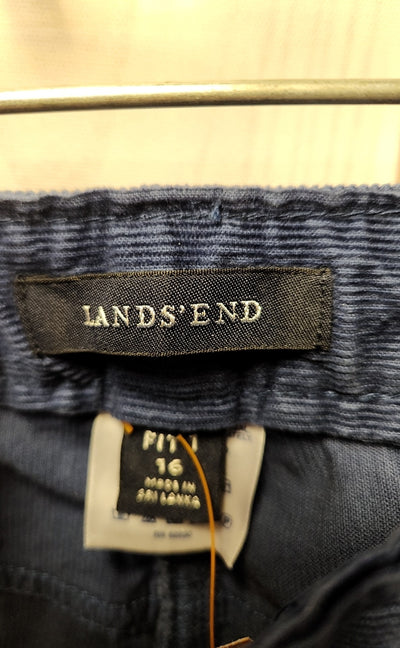 LANDS' END
FIT 1
16
MADE IN
SRI LANKA